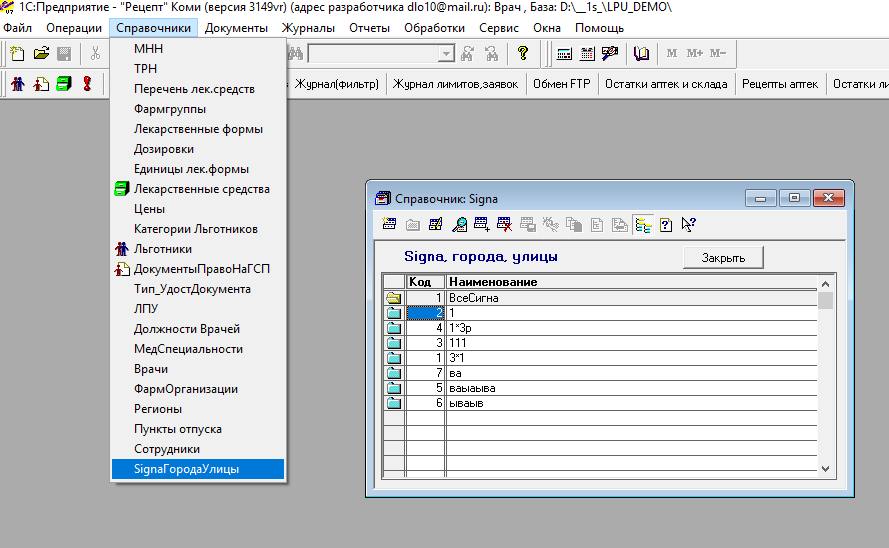 1С:Предприятие - "Рецепт" Коми (версия 3149vr) (адрес разработчика dlo10@mail.ru): Врач , База: D:\__1s_\LPU_DEMO\
Файл Операции Справочники Документы Журналы Отчеты Обработки Сервис Окна Помощь
M M+ M−
Журнал(Фильтр) Журнал лимитов,заявок Обмен FTP Остатки аптек и склада Рецепты аптек Остатки ли
МНН
ТРН
Перечень лек.средств
Фармгруппы
Лекарственные формы
Дозировки
Единицы лек.формы
Лекарственные средства
Цены
Категории Льготников
Льготники
ДокументыПравоНаГСП
Тип_УдостДокумента
ЛПУ
Должности Врачей
МедСпециальности
Врачи
ФармОрганизации
Регионы
Пункты отпуска
Сотрудники
SignaГородаУлицы
Справочник: Signa
Signa, города, улицы
Закрыть
Код Наименование
1 ВсеСигна
2 1
4 1*3р
3 111
1 3*1
7 ва
5 ваыаыва
6 ываыв